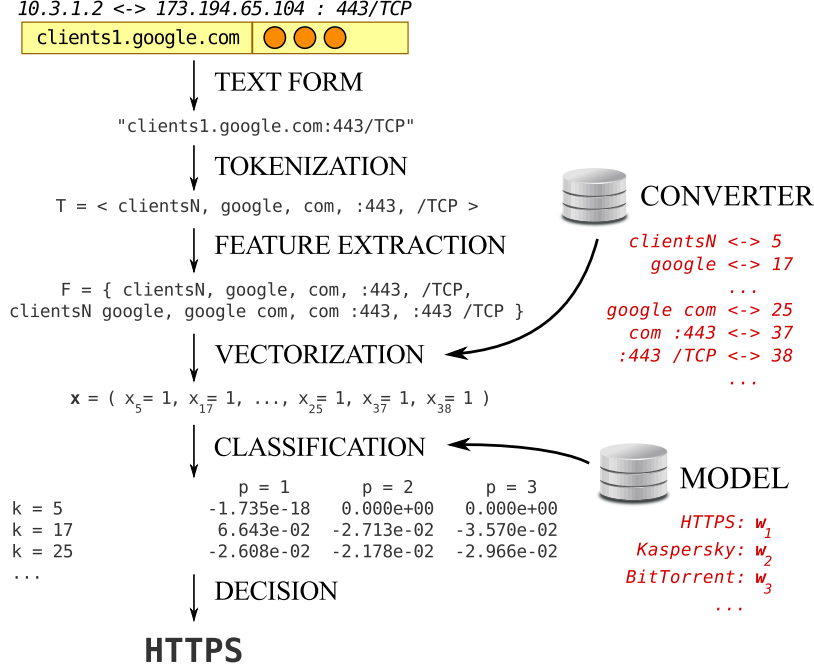 10.3.1.2 <-> 173.194.65.104 : 443/TCP
clients1.google.com
TEXT FORM
"clients1.google.com:443/TCP"
TOKENIZATION
T = < clientsN, google, com, :443, /TCP >
FEATURE EXTRACTION
F = { clientsN, google, com, :443, /TCP,
clientsN google, google com, com :443, :443 /TCP }
CONVERTER
clientsN <-> 5
google <-> 17
...
google com <-> 25
com :443 <-> 37
:443 /TCP <-> 38
...
VECTORIZATION
x = ( x5 = 1, x17 = 1, ..., x25 = 1, x37 = 1, x38 = 1 )
CLASSIFICATION
MODEL
HTTPS: w1
Kaspersky: w2
BitTorrent: w3
...
p = 1 p = 2 p = 3
k = 5 -1.735e-18 0.000e+00 0.000e+00
k = 17 6.643e-02 -2.713e-02 -3.570e-02
k = 25 -2.608e-02 -2.178e-02 -2.966e-02
...
DECISION
HTTPS